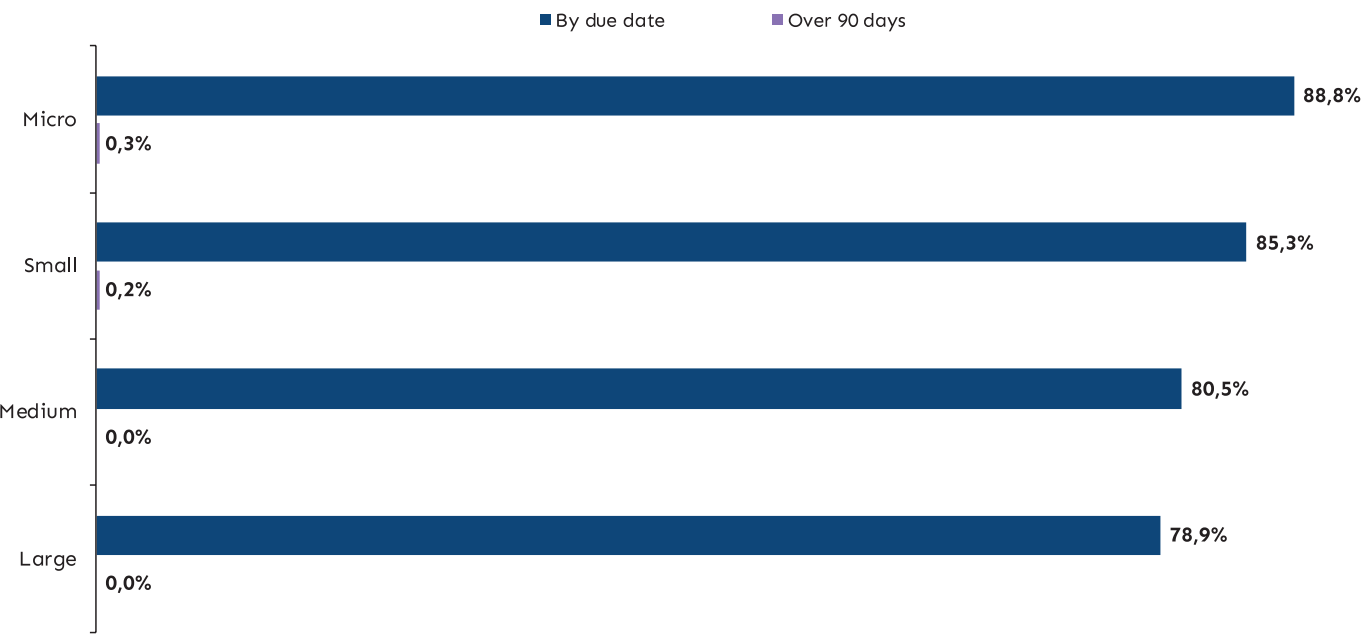 By due date Over 90 days
Micro
88,8%
0,3%
Small
85,3%
0,2%
Medium
80,5%
0,0%
Large
78,9%
0,0%